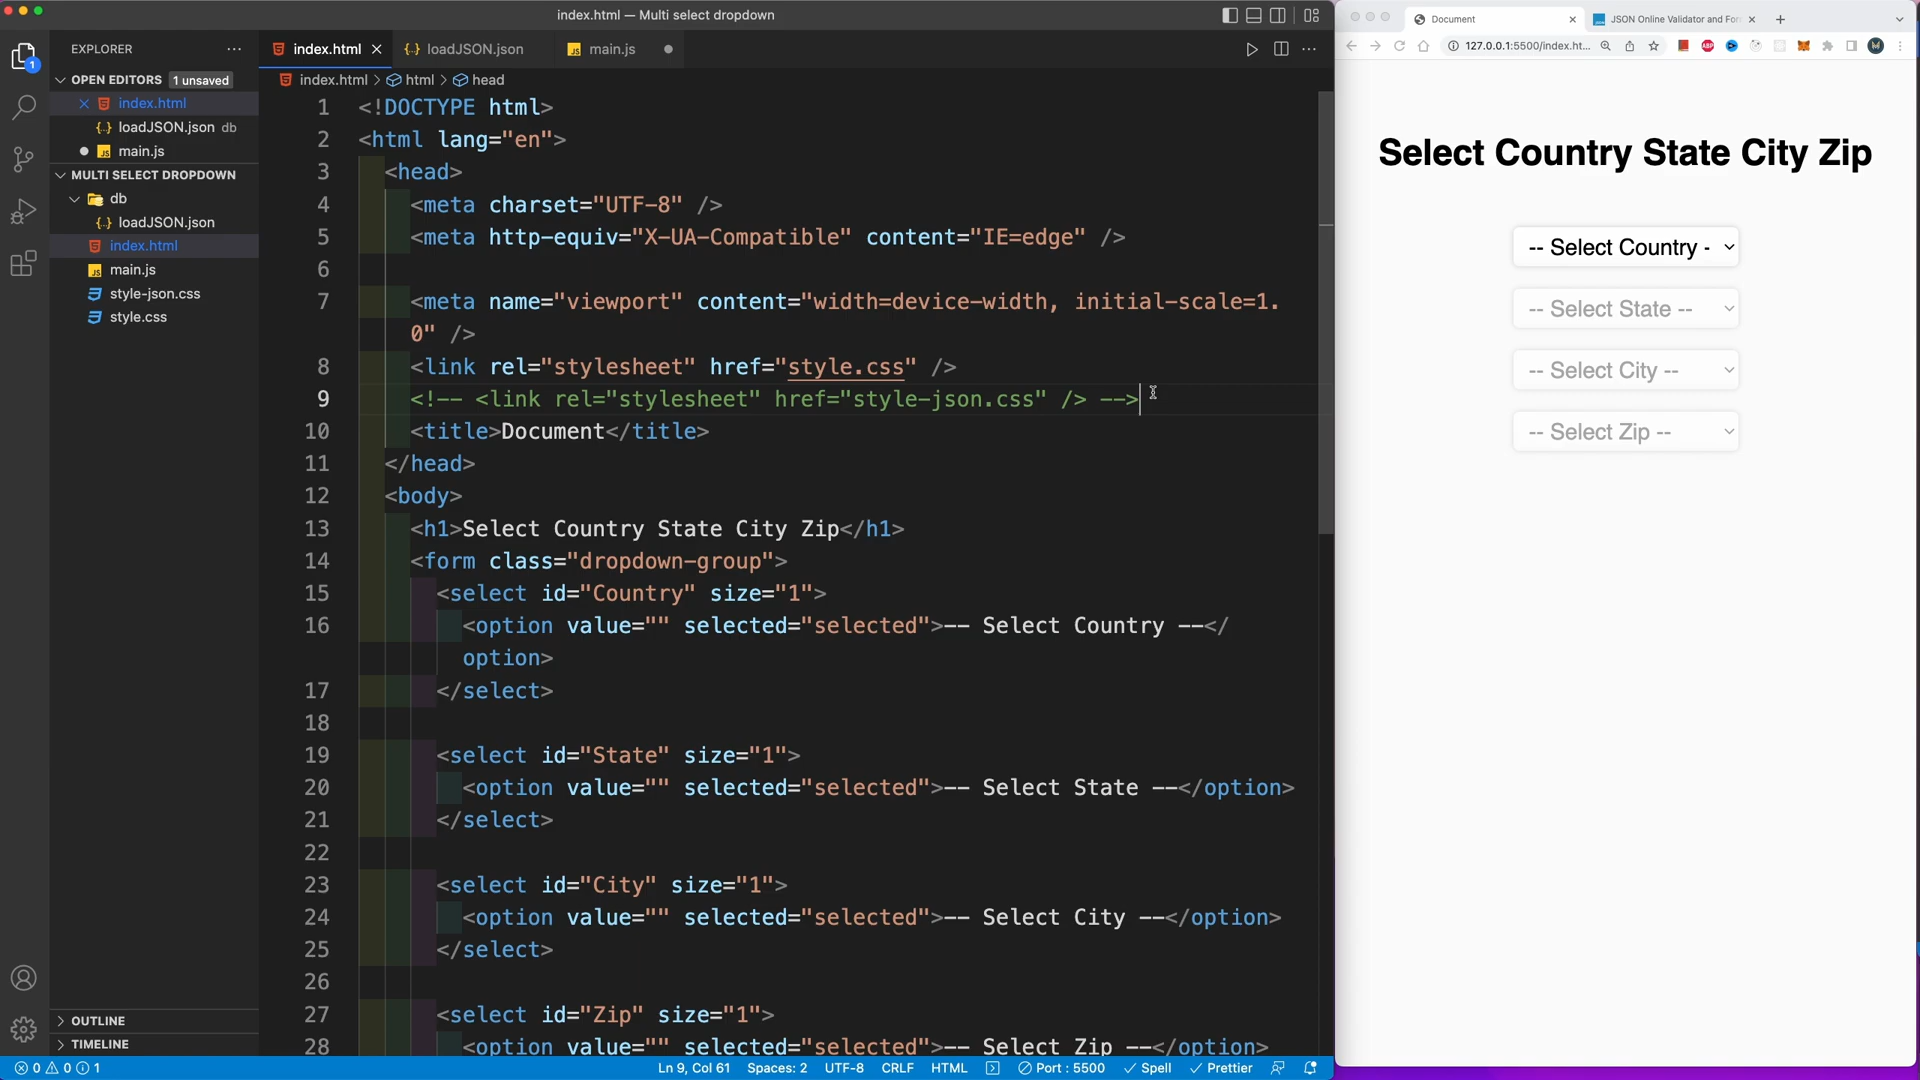 index.html — Multi select dropdown
EXPLORER
OPEN EDITORS 1 unsaved
index.html
loadJSON.json db
main.js
MULTI SELECT DROPDOWN
db
loadJSON.json
index.html
main.js
style-json.css
style.css
OUTLINE
TIMELINE
1
index.html
{..} loadJSON.json
JS main.js
index.html > html > head
1 <!DOCTYPE html>
2 <html lang="en">
3 <head>
4 <meta charset="UTF-8" />
5 <meta http-equiv="X-UA-Compatible" content="IE=edge" />
6
7 <meta name="viewport" content="width=device-width, initial-scale=1.
0" />
8 <link rel="stylesheet" href="style.css" />
9 <!-- <link rel="stylesheet" href="style-json.css" /> -->
10 <title>Document</title>
11 </head>
12 <body>
13 <h1>Select Country State City Zip</h1>
14 <form class="dropdown-group">
15 <select id="Country" size="1">
16 <option value="" selected="selected">-- Select Country --</
option>
17 </select>
18
19 <select id="State" size="1">
20 <option value="" selected="selected">-- Select State --</option>
21 </select>
22
23 <select id="City" size="1">
24 <option value="" selected="selected">-- Select City --</option>
25 </select>
26
27 <select id="Zip" size="1">
28 <option value="" selected="selected">-- Select Zip --</option>
0 0 1
Ln 9, Col 61 Spaces: 2 UTF-8 CRLF HTML Port : 5500 Spell Prettier
Document
JSON Online Validator and For
127.0.0.1:5500/index.ht...
ABP
Select Country State City Zip
-- Select Country -
-- Select State --
-- Select City --
-- Select Zip --